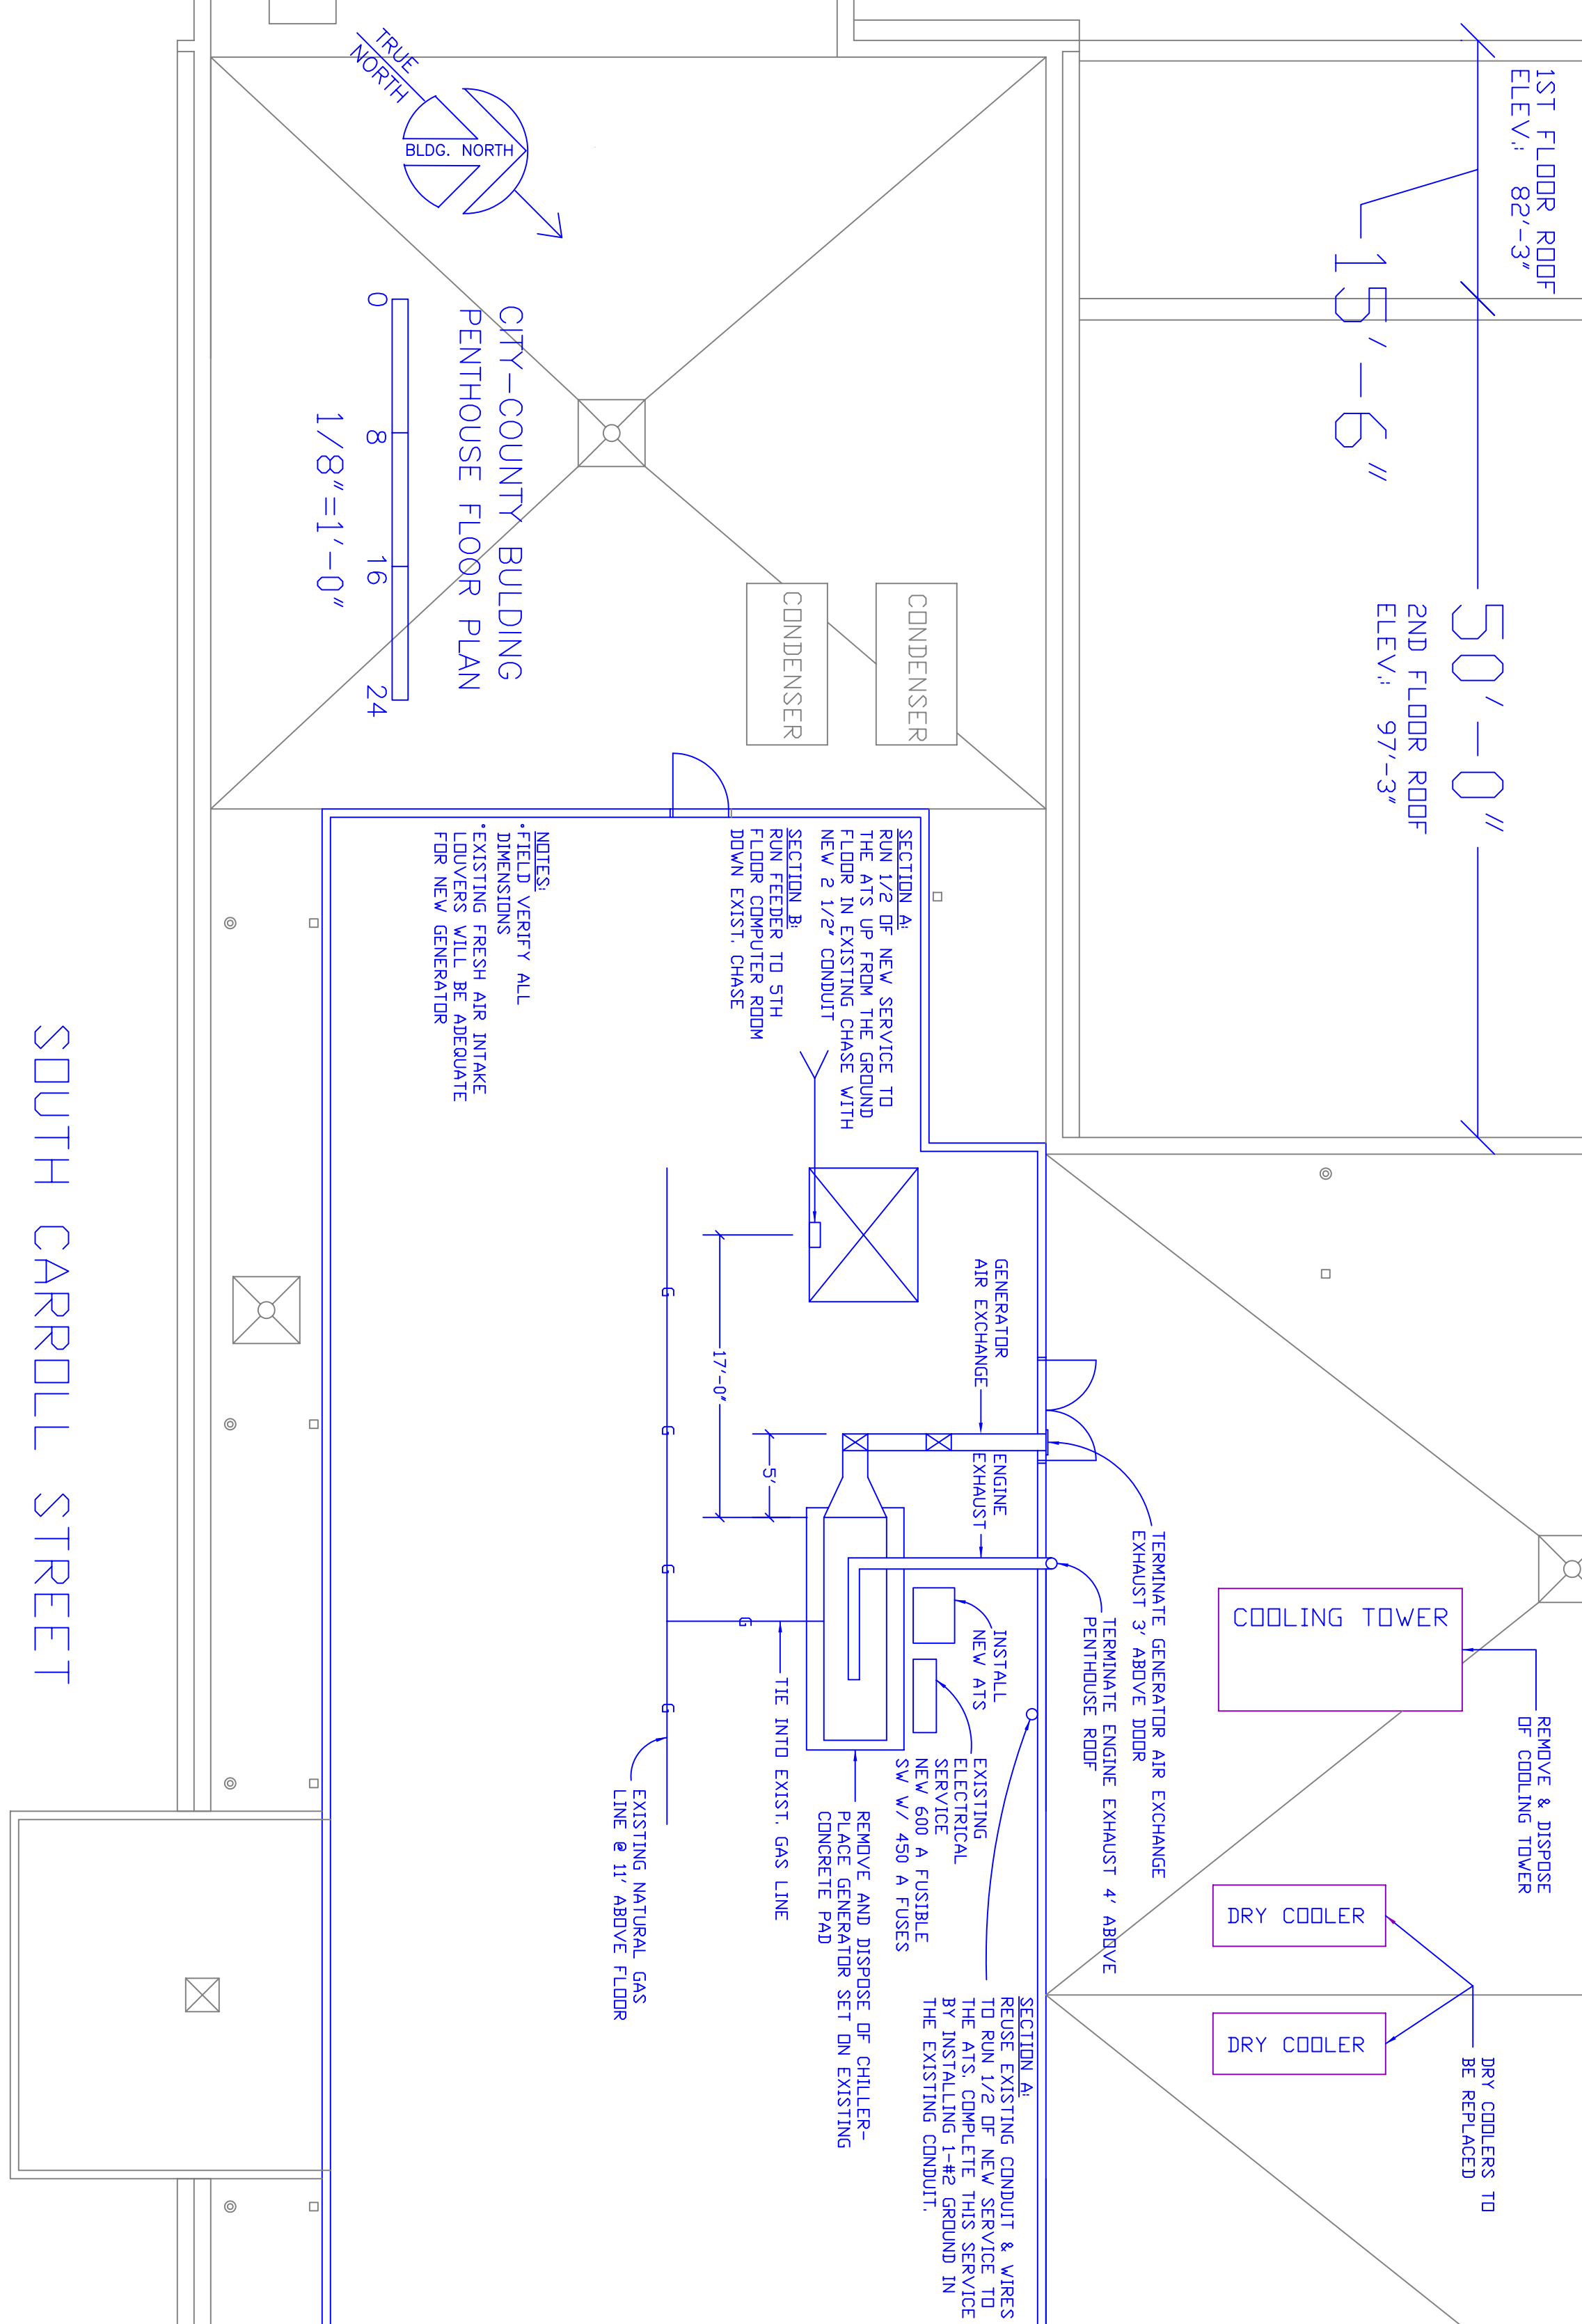 1ST FLOOR ROOF
ELEV.: 82'-3"
15'-6"
50'-0"
2ND FLOOR ROOF
ELEV.: 97'-3"
TRUE
NORTH
BLDG. NORTH
CITY-COUNTY BUILDING
PENTHOUSE FLOOR PLAN
0
8
16
24
1/8"=1'-0"
CONDENSER
CONDENSER
SECTION A:
RUN 1/2 OF NEW SERVICE TO
THE ATS UP FROM THE GROUND
FLOOR IN EXISTING CHASE WITH
NEW 2 1/2" CONDUIT
SECTION B:
RUN FEEDER TO 5TH
FLOOR COMPUTER ROOM
DOWN EXIST. CHASE
NOTES:
•FIELD VERIFY ALL
DIMENSIONS
•EXISTING FRESH AIR INTAKE
LOUVERS WILL BE ADEQUATE
FOR NEW GENERATOR
SOUTH CARROLL STREET
GENERATOR
AIR EXCHANGE
17'-0"
5'
G
G
G
G
G
ENGINE
EXHAUST
TERMINATE GENERATOR AIR EXCHANGE
EXHAUST 3' ABOVE DOOR
TERMINATE ENGINE EXHAUST 4' ABOVE
PENTHOUSE ROOF
COOLING TOWER
REMOVE & DISPOSE
OF COOLING TOWER
INSTALL
NEW ATS
EXISTING
ELECTRICAL
SERVICE
NEW 600 A FUSIBLE
SW W/ 450 A FUSES
REMOVE AND DISPOSE OF CHILLER-
PLACE GENERATOR SET ON EXISTING
CONCRETE PAD
TIE INTO EXIST. GAS LINE
EXISTING NATURAL GAS
LINE @ 11' ABOVE FLOOR
DRY COOLER
DRY COOLER
DRY COOLERS TO
BE REPLACED
SECTION A:
REUSE EXISTING CONDUIT & WIRES
TO RUN 1/2 OF NEW SERVICE TO
THE ATS. COMPLETE THIS SERVICE
BY INSTALLING 1-#2 GROUND IN
THE EXISTING CONDUIT.